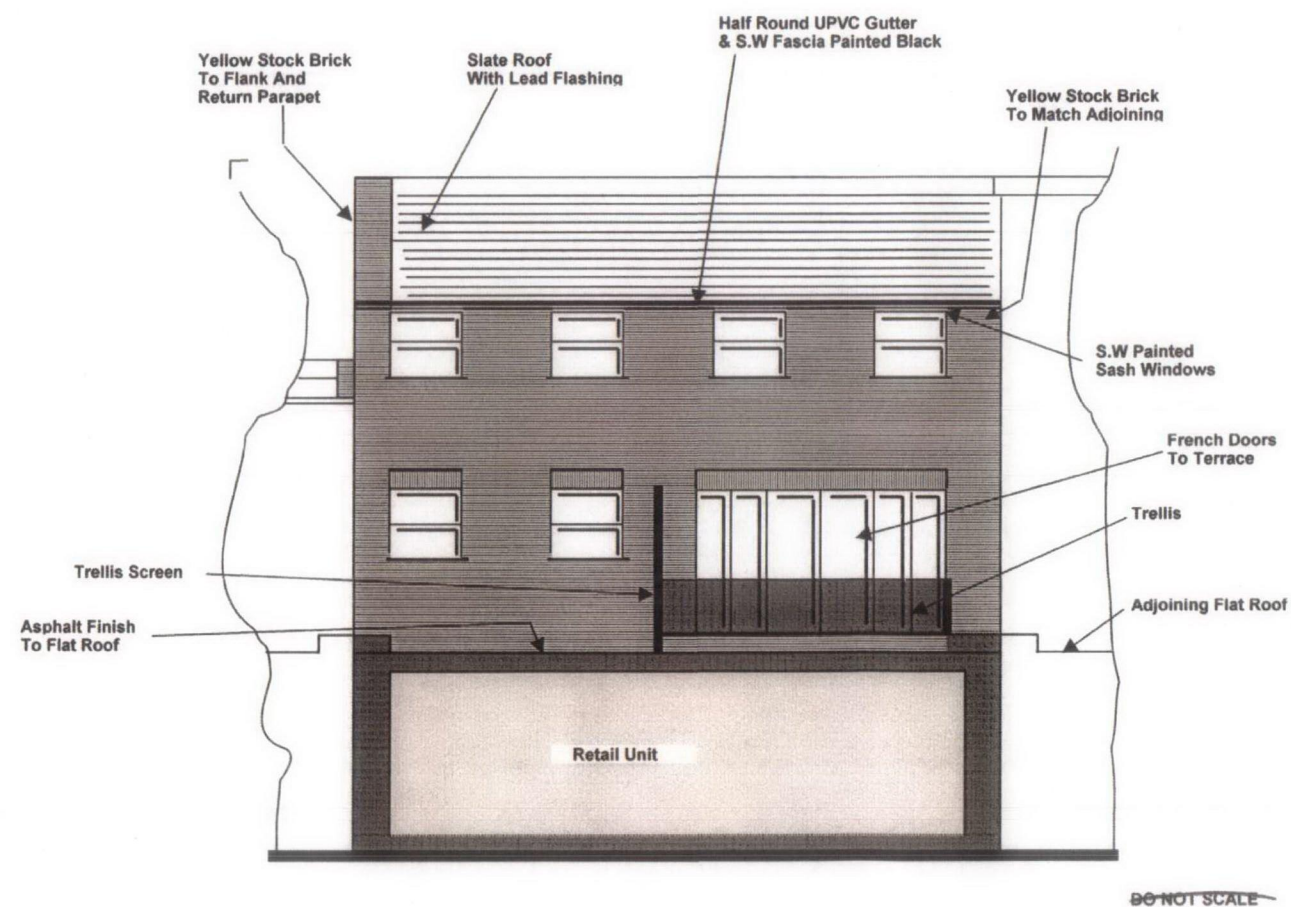 Half Round UPVC Gutter
& S.W Fascia Painted Black
Yellow Stock Brick
To Flank And
Return Parapet
Slate Roof
With Lead Flashing
Yellow Stock Brick
To Match Adjoining
S.W Painted
Sash Windows
French Doors
To Terrace
Trellis
Trellis Screen
Adjoining Flat Roof
Asphalt Finish
To Flat Roof
Retail Unit
DO NOT SCALE